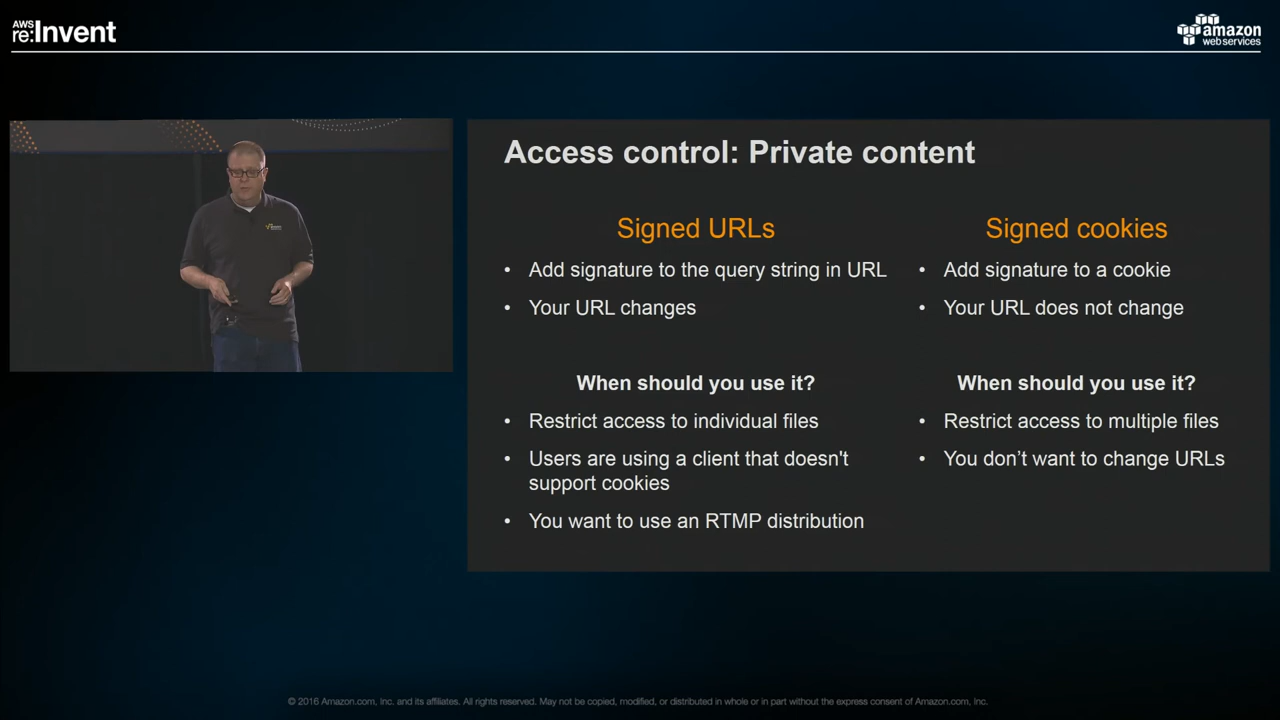 AWS
re:Invent
amazon
web services
Access control: Private content
Signed URLs
• Add signature to the query string in URL
• Your URL changes
When should you use it?
• Restrict access to individual files
• Users are using a client that doesn't
support cookies
• You want to use an RTMP distribution
Signed cookies
• Add signature to a cookie
• Your URL does not change
When should you use it?
• Restrict access to multiple files
• You don’t want to change URLs
© 2016 Amazon.com, Inc. and its affiliates. All rights reserved. May not be copied, modified, or distributed in whole or in part without the express consent of Amazon.com, Inc.